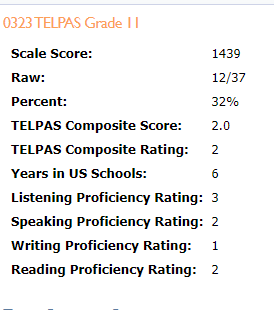 0323 TELPAS Grade 11
Scale Score: 1439
Raw: 12/37
Percent: 32%
TELPAS Composite Score: 2.0
TELPAS Composite Rating: 2
Years in US Schools: 6
Listening Proficiency Rating: 3
Speaking Proficiency Rating: 2
Writing Proficiency Rating: 1
Reading Proficiency Rating: 2